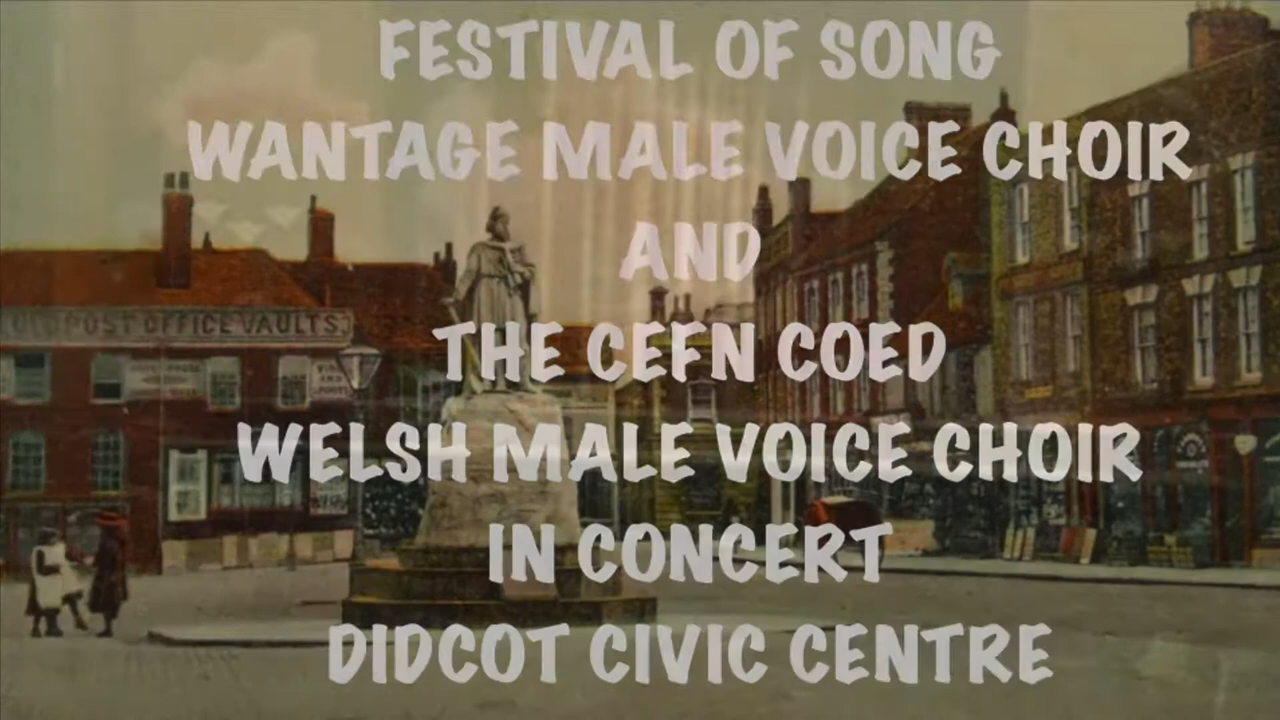 FESTIVAL OF SONG
WANTAGE MALE VOICE CHOIR
AND
THE CEFN COED
WELSH MALE VOICE CHOIR
IN CONCERT
DIDCOT CIVIC CENTRE
POST OFFICE VAULTS.